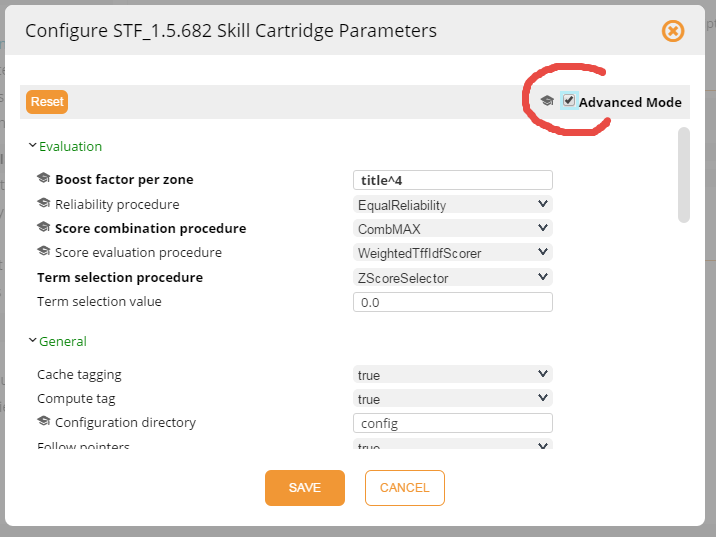 Configure STF_1.5.682 Skill Cartridge Parameters
Reset
Advanced Mode
Evaluation
Boost factor per zone title^4
Reliability procedure EqualReliability
Score combination procedure CombMAX
Score evaluation procedure WeightedTffIdfScorer
Term selection procedure ZScoreSelector
Term selection value 0.0
General
Cache tagging true
Compute tag true
Configuration directory config
Follow pointers true
SAVE CANCEL